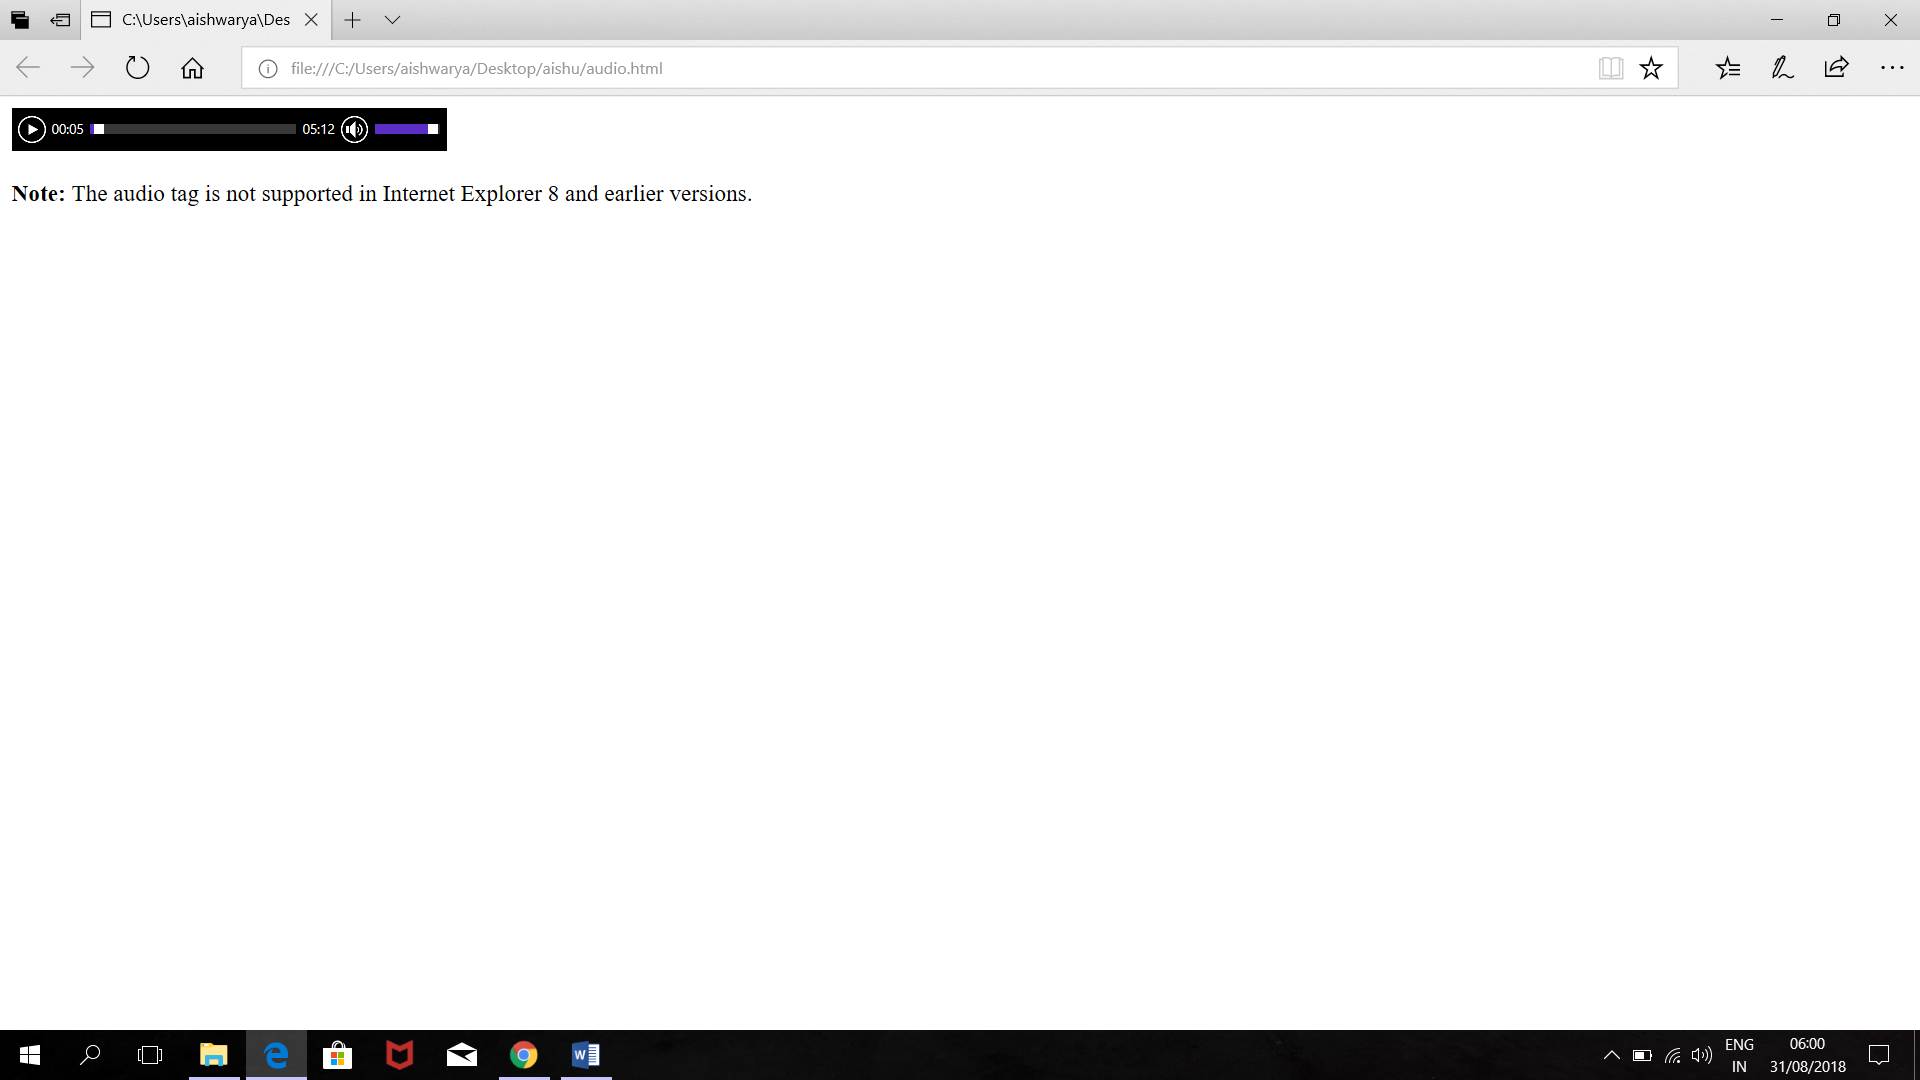 C:\Users\aishwarya\Des
file:///C:/Users/aishwarya/Desktop/aishu/audio.html
00:05 05:12
Note: The audio tag is not supported in Internet Explorer 8 and earlier versions.
ENG 06:00
IN 31/08/2018